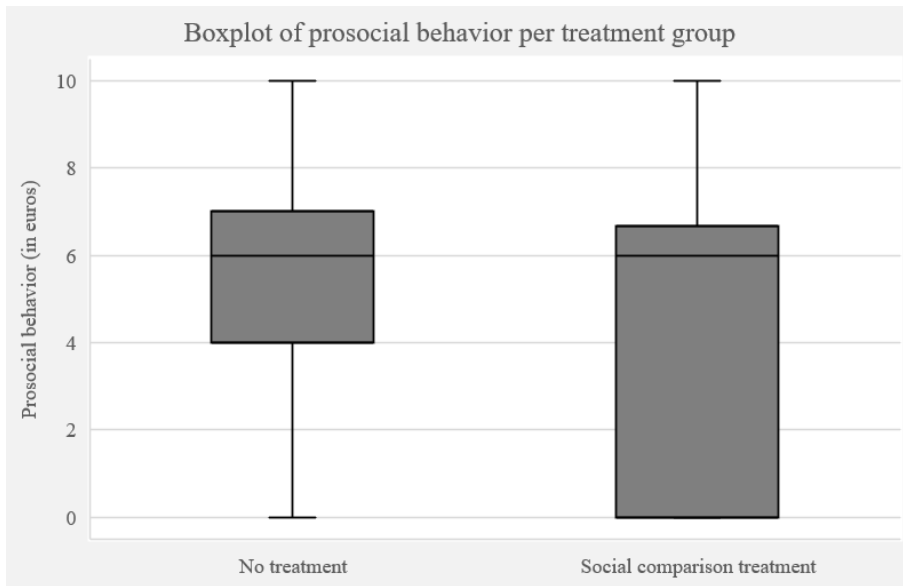 Boxplot of prosocial behavior per treatment group
Prosocial behavior (in euros)
10
8
6
4
2
0
No treatment
Social comparison treatment